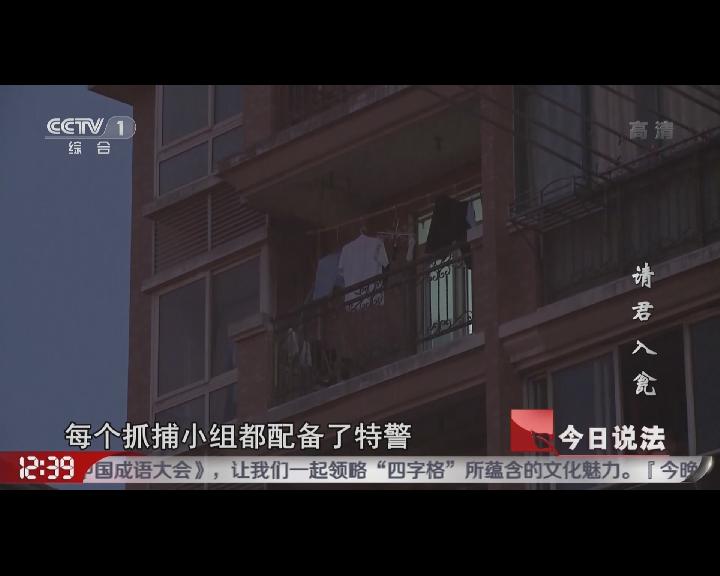 CCTV 1
综合
高清
请君入瓮
每个抓捕小组都配备了特警
今日说法
12:39
中国成语大会》，让我们一起领略“四字格”所蕴含的文化魅力。『今晚